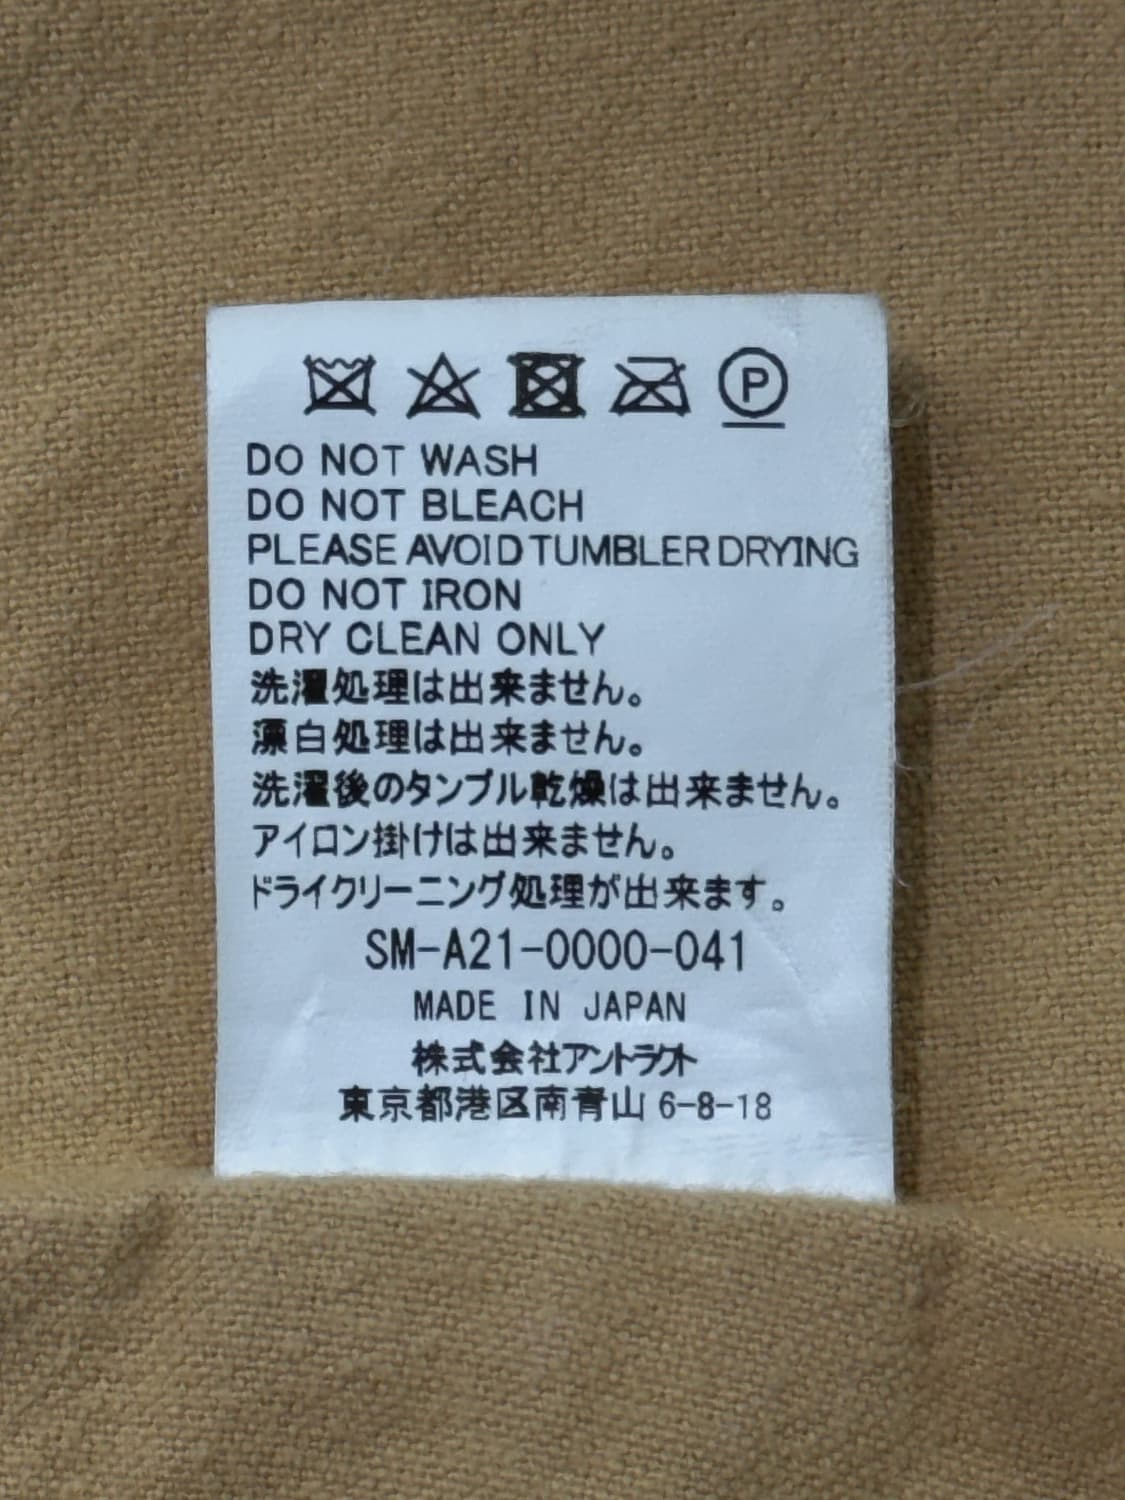 P
DO NOT WASH
DO NOT BLEACH
PLEASE AVOID TUMBLER DRYING
DO NOT IRON
DRY CLEAN ONLY
洗濯処理は出来ません。
漂白処理は出来ません。
洗濯後のタンブル乾燥は出来ません。
アイロン掛けは出来ません。
ドライクリーニング処理が出来ます。
SM-A21-0000-041
MADE IN JAPAN
株式会社アントラクト
東京都港区南青山 6-8-18